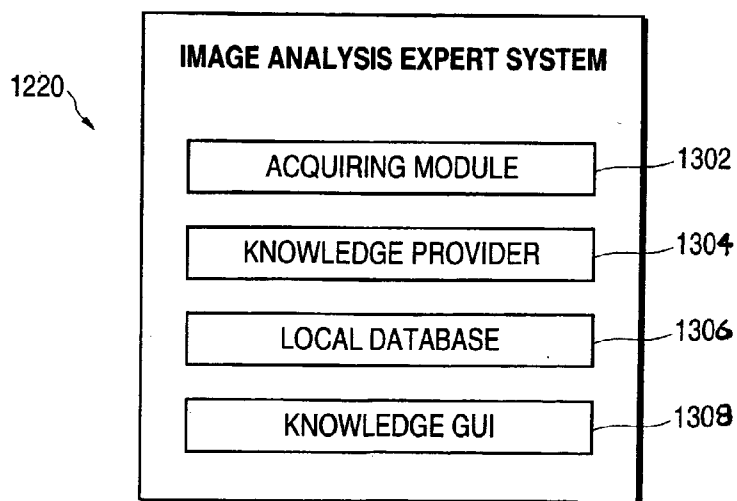 IMAGE ANALYSIS EXPERT SYSTEM
1220
ACQUIRING MODULE
1302
KNOWLEDGE PROVIDER
1304
LOCAL DATABASE
1306
KNOWLEDGE GUI
1308